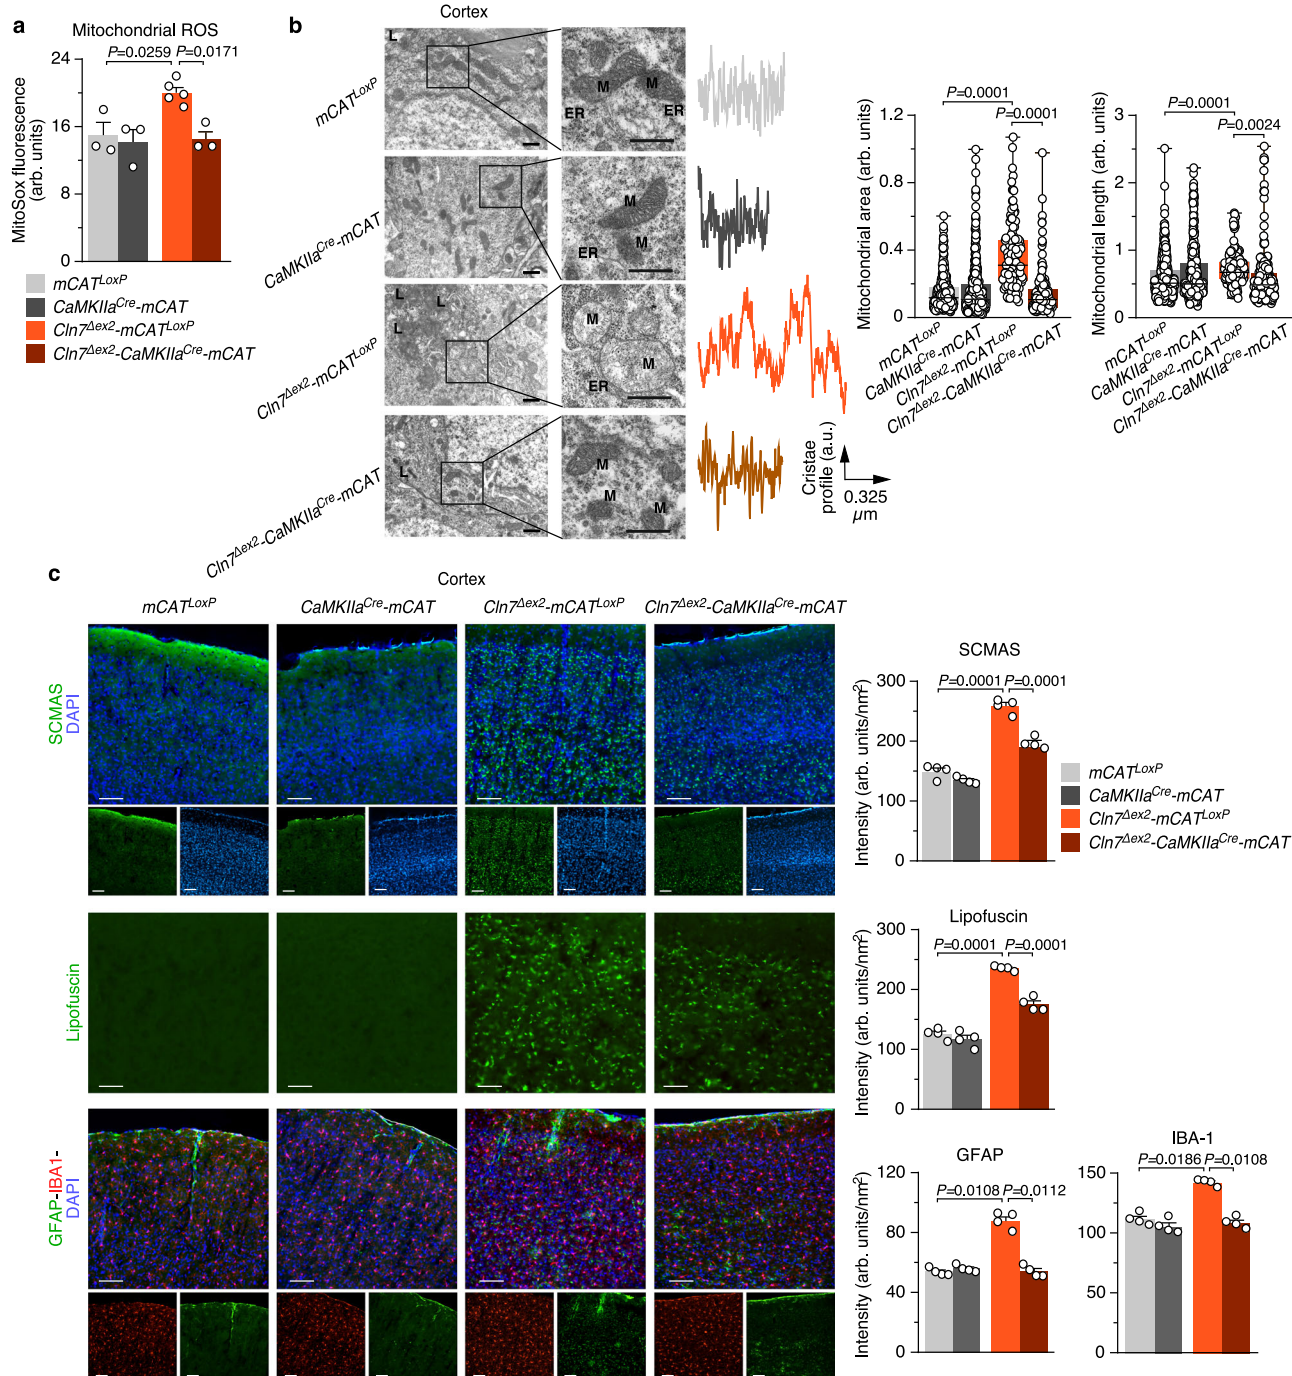 a
Mitochondrial ROS
P=0.0259 P=0.0171
MitoSox fluorescence
(arb. units)
24
16
8
0
mCAT^LoxP
CaMKIIa^Cre-mCAT
Cln7^Δex2-mCAT^LoxP
Cln7^Δex2-CaMKIIa^Cre-mCAT
b
Cortex
mCAT^LoxP
L
M
M
ER
ER
CaMKIIa^Cre-mCAT
M
M
ER
Cln7^Δex2-mCAT^LoxP
L
L
L
M
*
M
ER
Cln7^Δex2-CaMKIIa^Cre-mCAT
L
M
M
M
Cristae
profile (a.u.)
0.325
µm
Mitochondrial area (arb. units)
1.2
0.8
0.4
0
P=0.0001
P=0.0001
mCAT^LoxP
CaMKIIa^Cre-mCAT
Cln7^Δex2-mCAT^LoxP
Cln7^Δex2-CaMKIIa^Cre-mCAT
Mitochondrial length (arb. units)
3
2
1
0
P=0.0001
P=0.0024
mCAT^LoxP
CaMKIIa^Cre-mCAT
Cln7^Δex2-mCAT^LoxP
Cln7^Δex2-CaMKIIa^Cre-mCAT
c
Cortex
mCAT^LoxP CaMKIIa^Cre-mCAT Cln7^Δex2-mCAT^LoxP Cln7^Δex2-CaMKIIa^Cre-mCAT
SCMAS
DAPI
Lipofuscin
GFAP-IBA1-
DAPI
SCMAS
P=0.0001 P=0.0001
Intensity (arb. units/nm²)
300
200
100
0
mCAT^LoxP
CaMKIIa^Cre-mCAT
Cln7^Δex2-mCAT^LoxP
Cln7^Δex2-CaMKIIa^Cre-mCAT
Lipofuscin
P=0.0001 P=0.0001
Intensity (arb. units/nm²)
300
200
100
0
GFAP
P=0.0108 P=0.0112
Intensity (arb. units/nm²)
120
80
40
0
IBA-1
P=0.0186 P=0.0108
150
100
50
0